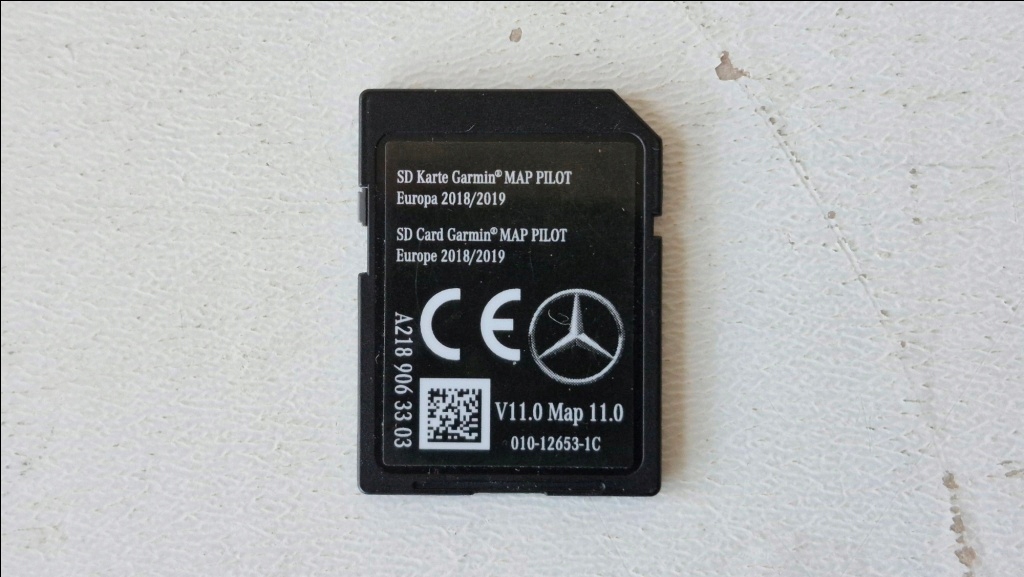 SD Karte Garmin® MAP PILOT
Europa 2018/2019
SD Card Garmin® MAP PILOT
Europe 2018/2019
CE
A218 906 33 03
V11.0 Map 11.0
010-12653-1C